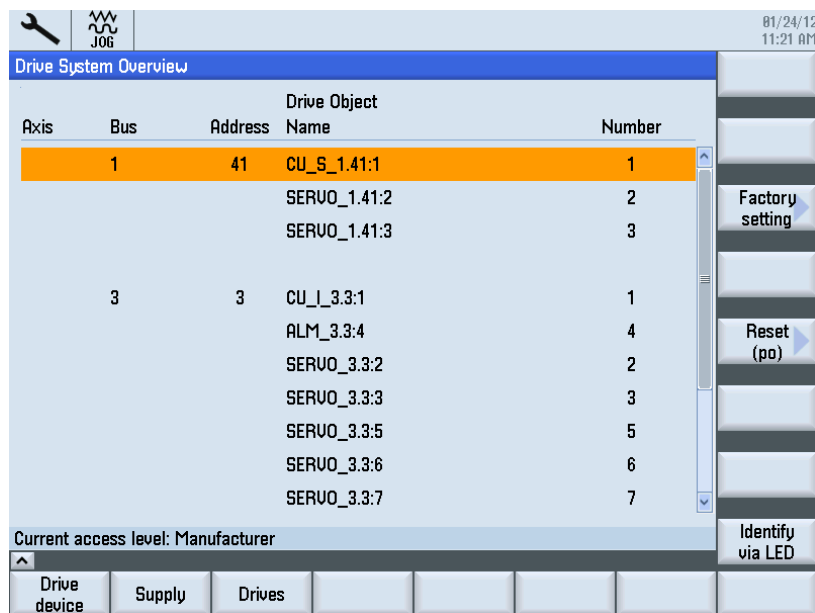 JOG
01/24/12
11:21 AM
Drive System Overview
Drive Object
Axis Bus Address Name Number
1 41 CU_S_1.41:1 1
SERVO_1.41:2 2
SERVO_1.41:3 3
3 3 CU_I_3.3:1 1
ALM_3.3:4 4
SERVO_3.3:2 2
SERVO_3.3:3 3
SERVO_3.3:5 5
SERVO_3.3:6 6
SERVO_3.3:7 7
Factory
setting
Reset
(po)
Identify
via LED
Current access level: Manufacturer
Drive
device
Supply
Drives